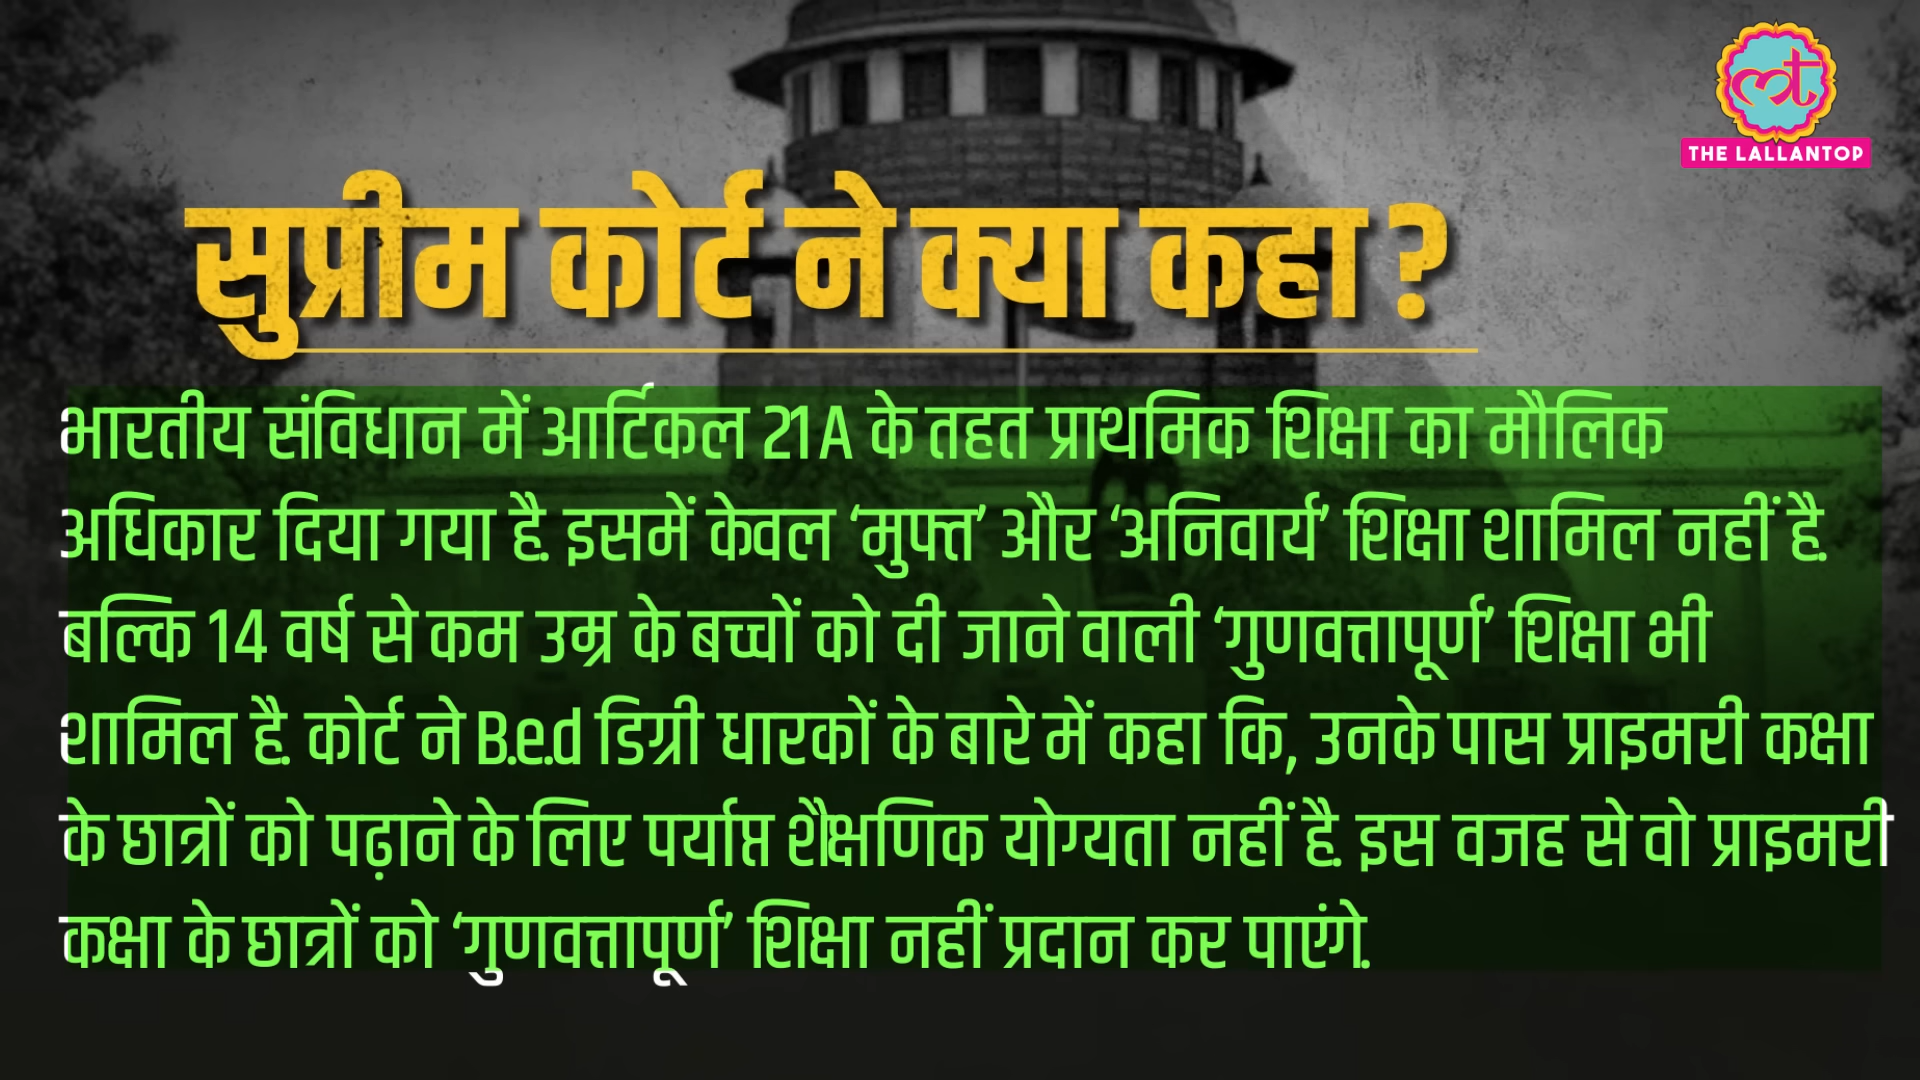 THE LALLANTOP
सुप्रीम कोर्ट ने क्या कहा?
भारतीय संविधान में आर्टिकल 21A के तहत प्राथमिक शिक्षा का मौलिक
अधिकार दिया गया है. इसमें केवल ‘मुफ्त’ और ‘अनिवार्य’ शिक्षा शामिल नहीं है.
बल्कि 14 वर्ष से कम उम्र के बच्चों को दी जाने वाली ‘गुणवत्तापूर्ण’ शिक्षा भी
शामिल है. कोर्ट ने B.e.d डिग्री धारकों के बारे में कहा कि, उनके पास प्राइमरी कक्षा
के छात्रों को पढ़ाने के लिए पर्याप्त शैक्षणिक योग्यता नहीं है. इस वजह से वो प्राइमरी
कक्षा के छात्रों को ‘गुणवत्तापूर्ण’ शिक्षा नहीं प्रदान कर पाएंगे.